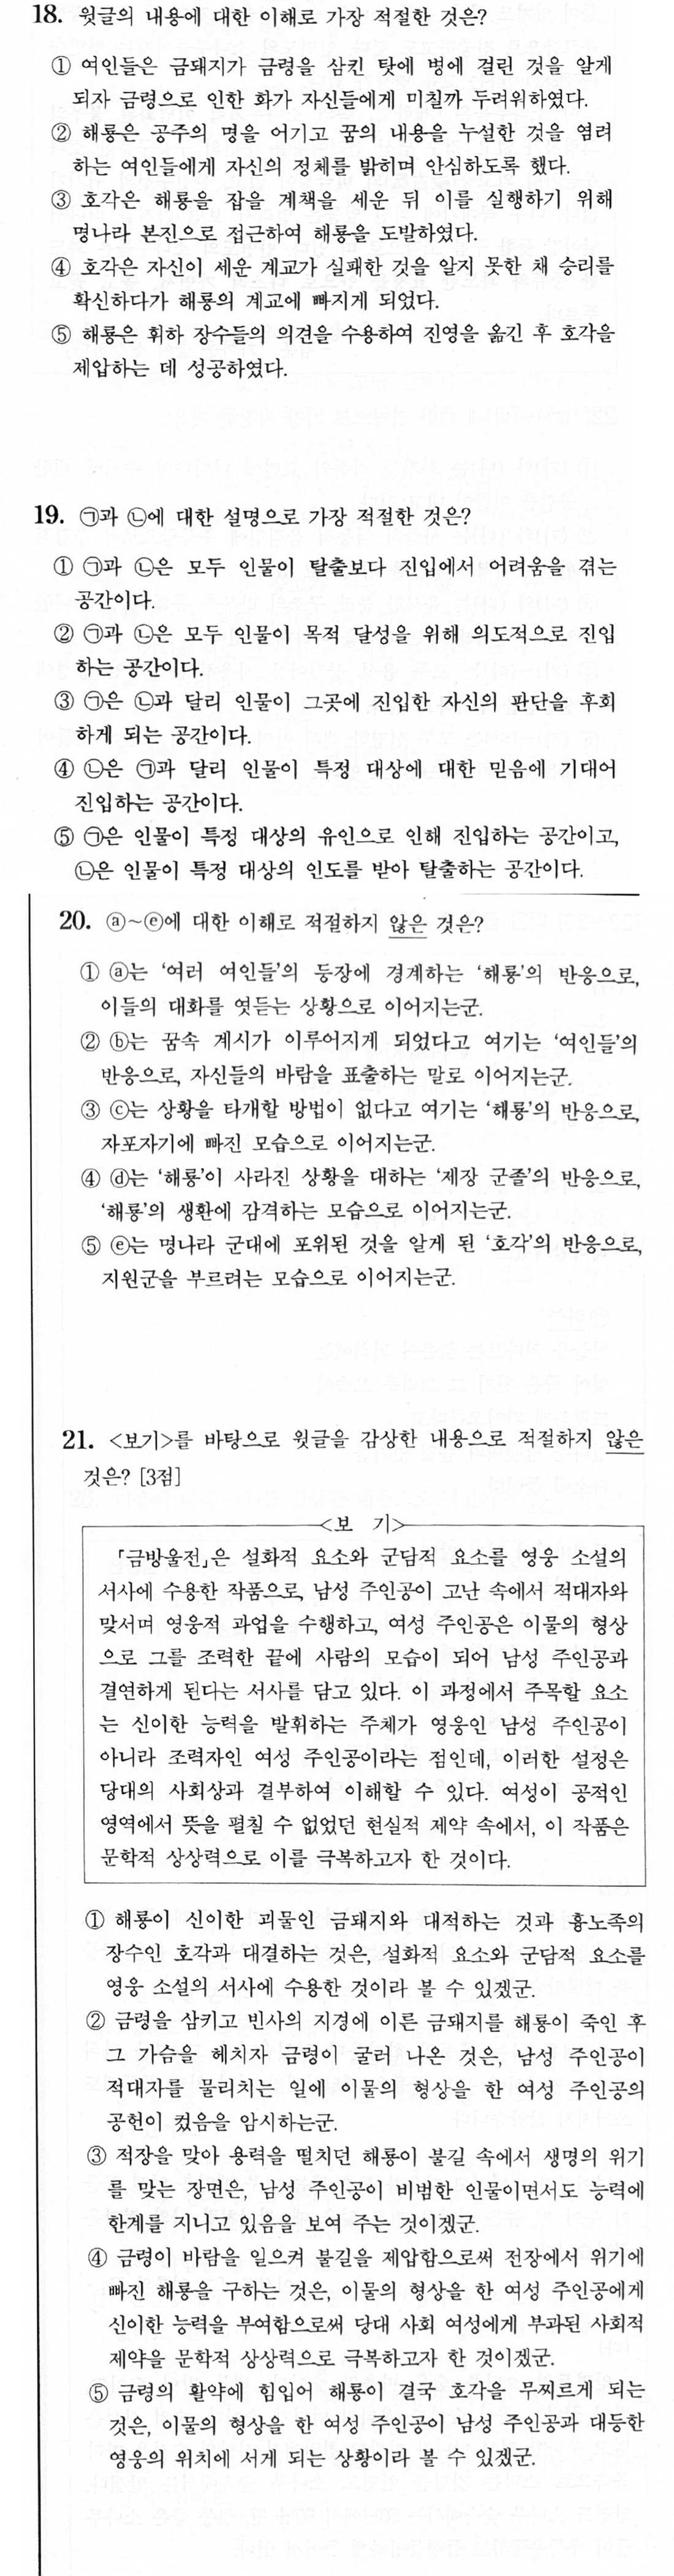 18. 윗글의 내용에 대한 이해로 가장 적절한 것은?
① 여인들은 금돼지가 금령을 삼킨 탓에 병에 걸린 것을 알게
되자 금령으로 인한 화가 자신들에게 미칠까 두려워하였다.
② 해룡은 공주의 명을 어기고 꿈의 내용을 누설한 것을 염려
하는 여인들에게 자신의 정체를 밝히며 안심하도록 했다.
③ 호각은 해룡을 잡을 계책을 세운 뒤 이를 실행하기 위해
명나라 본진으로 접근하여 해룡을 도발하였다.
④ 호각은 자신이 세운 계교가 실패한 것을 알지 못한 채 승리를
확신하다가 해룡의 계교에 빠지게 되었다.
⑤ 해룡은 휘하 장수들의 의견을 수용하여 진영을 옮긴 후 호각을
제압하는 데 성공하였다.
19. ㉠과 ㉡에 대한 설명으로 가장 적절한 것은?
① ㉠과 ㉡은 모두 인물이 탈출보다 진입에서 어려움을 겪는
공간이다.
② ㉠과 ㉡은 모두 인물이 목적 달성을 위해 의도적으로 진입
하는 공간이다.
③ ㉠은 ㉡과 달리 인물이 그곳에 진입한 자신의 판단을 후회
하게 되는 공간이다.
④ ㉡은 ㉠과 달리 인물이 특정 대상에 대한 믿음에 기대어
진입하는 공간이다.
⑤ ㉠은 인물이 특정 대상의 유인으로 인해 진입하는 공간이고,
㉡은 인물이 특정 대상의 인도를 받아 탈출하는 공간이다.
20. ⓐ~ⓔ에 대한 이해로 적절하지 않은 것은?
① ⓐ는 ‘여러 여인들’의 등장에 경계하는 ‘해룡’의 반응으로,
이들의 대화를 엿듣는 상황으로 이어지는군.
② ⓑ는 꿈속 계시가 이루어지게 되었다고 여기는 ‘여인들’의
반응으로, 자신들의 바람을 표출하는 말로 이어지는군.
③ ⓒ는 상황을 타개할 방법이 없다고 여기는 ‘해룡’의 반응으로,
자포자기에 빠진 모습으로 이어지는군.
④ ⓓ는 ‘해룡’이 사라진 상황을 대하는 ‘제장 군졸’의 반응으로,
‘해룡’의 생환에 감격하는 모습으로 이어지는군.
⑤ ⓔ는 명나라 군대에 포위된 것을 알게 된 ‘호각’의 반응으로,
지원군을 부르려는 모습으로 이어지는군.
21. <보기>를 바탕으로 윗글을 감상한 내용으로 적절하지 않은
것은? [3점]
<보 기>
「금방울전」은 설화적 요소와 군담적 요소를 영웅 소설의
서사에 수용한 작품으로, 남성 주인공이 고난 속에서 적대자와
맞서며 영웅적 과업을 수행하고, 여성 주인공은 이물의 형상
으로 그를 조력한 끝에 사람의 모습이 되어 남성 주인공과
결연하게 된다는 서사를 담고 있다. 이 과정에서 주목할 요소
는 신이한 능력을 발휘하는 주체가 영웅인 남성 주인공이
아니라 조력자인 여성 주인공이라는 점인데, 이러한 설정은
당대의 사회상과 결부하여 이해할 수 있다. 여성이 공적인
영역에서 뜻을 펼칠 수 없었던 현실적 제약 속에서, 이 작품은
문학적 상상력으로 이를 극복하고자 한 것이다.
① 해룡이 신이한 괴물인 금돼지와 대적하는 것과 흉노족의
장수인 호각과 대결하는 것은, 설화적 요소와 군담적 요소를
영웅 소설의 서사에 수용한 것이라 볼 수 있겠군.
② 금령을 삼키고 빈사의 지경에 이른 금돼지를 해룡이 죽인 후
그 가슴을 헤치자 금령이 굴러 나온 것은, 남성 주인공이
적대자를 물리치는 일에 이물의 형상을 한 여성 주인공의
공헌이 컸음을 암시하는군.
③ 적장을 맞아 용력을 떨치던 해룡이 불길 속에서 생명의 위기
를 맞는 장면은, 남성 주인공이 비범한 인물이면서도 능력에
한계를 지니고 있음을 보여 주는 것이겠군.
④ 금령이 바람을 일으켜 불길을 제압함으로써 전장에서 위기에
빠진 해룡을 구하는 것은, 이물의 형상을 한 여성 주인공에게
신이한 능력을 부여함으로써 당대 사회 여성에게 부과된 사회적
제약을 문학적 상상력으로 극복하고자 한 것이겠군.
⑤ 금령의 활약에 힘입어 해룡이 결국 호각을 무찌르게 되는
것은, 이물의 형상을 한 여성 주인공이 남성 주인공과 대등한
영웅의 위치에 서게 되는 상황이라 볼 수 있겠군.